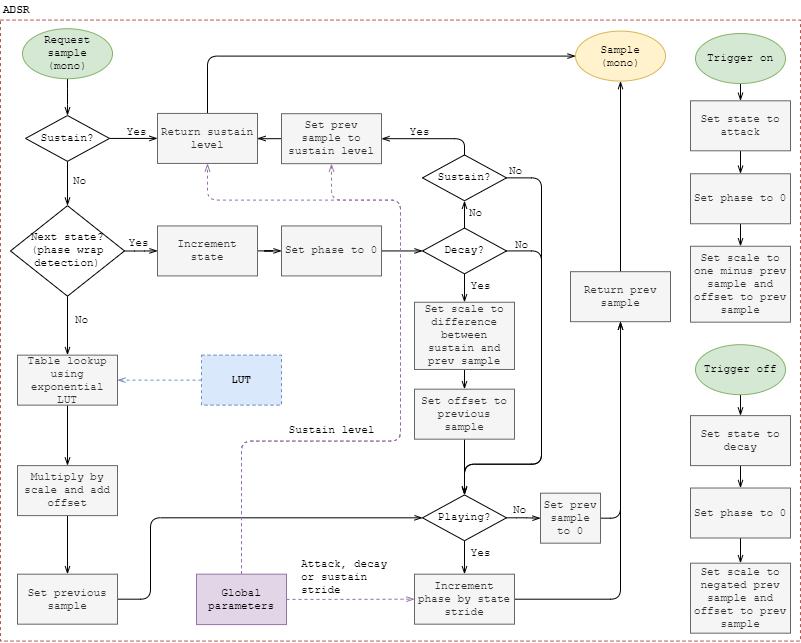 ADSR
Request
sample
(mono)
Sample
(mono)
Trigger on
Sustain?
Yes
Return sustain
level
Set prev
sample to
sustain level
Yes
Sustain?
No
Set state to
attack
No
Set phase to 0
Next state?
(phase wrap
detection)
Yes
Increment
state
Set phase to 0
No
Decay?
No
Yes
Set scale to
one minus prev
sample and
offset to prev
sample
Return prev
sample
No
Set scale to
difference
between
sustain and
prev sample
Table lookup
using
exponential
LUT
LUT
Trigger off
Set offset to
previous
sample
Sustain level
Set state to
decay
Multiply by
scale and add
offset
Playing?
No
Set prev
sample
to 0
Set phase to 0
Yes
Set previous
sample
Global
parameters
Attack, decay
or sustain
stride
Increment
phase by state
stride
Set scale to
negated prev
sample and
offset to prev
sample